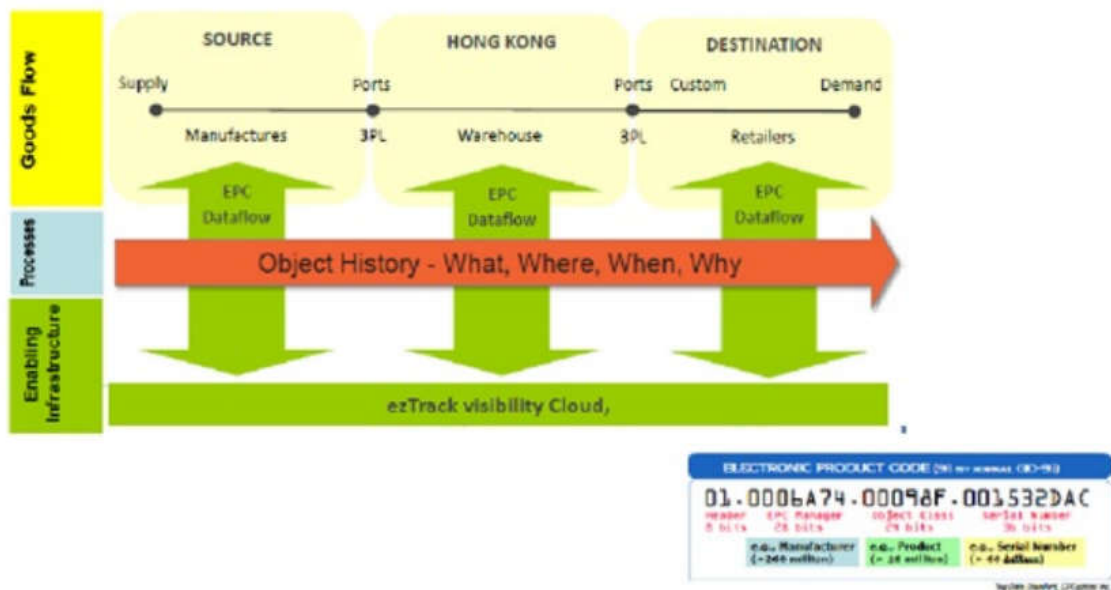 SOURCE
HONG KONG
DESTINATION
Goods Flow
Supply
Ports
Ports
Custom
Demand
Manufactures
3PL
Warehouse
3PL
Retailers
EPC
Dataflow
EPC
Dataflow
EPC
Dataflow
Processes
Object History - What, Where, When, Why
Enabling
Infrastructure
ezTrack visibility Cloud,
ELECTRONIC PRODUCT CODE
01.0006A74.00098F.001532DAC
Header EPC Manager Object Class Serial Number
8 bits 28 bits 24 bits 36 bits
e.g., Manufacturer e.g., Product e.g., Serial Number